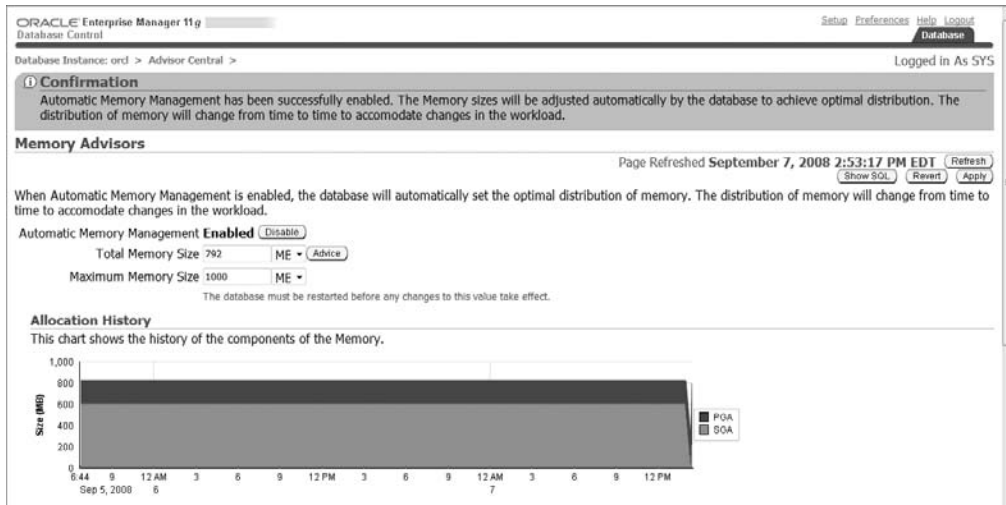 ORACLE Enterprise Manager 11g
Database Control
Setup Preferences Help Logout
Database
Database Instance: orcl > Advisor Central >
Logged in As SYS
Confirmation
Automatic Memory Management has been successfully enabled. The Memory sizes will be adjusted automatically by the database to achieve optimal distribution. The
distribution of memory will change from time to time to accomodate changes in the workload.
Memory Advisors
Page Refreshed September 7, 2008 2:53:17 PM EDT Refresh
Show SQL Revert Apply
When Automatic Memory Management is enabled, the database will automatically set the optimal distribution of memory. The distribution of memory will change from time to
time to accomodate changes in the workload.
Automatic Memory Management Enabled Disable
Total Memory Size 792 ME Advice
Maximum Memory Size 1000 ME
The database must be restarted before any changes to this value take effect.
Allocation History
This chart shows the history of the components of the Memory.
Size (MB)
1,000
800
600
400
200
0
6:44 9 12 AM 3 6 9 12 PM 3 6 9 12 AM 3 6 9 12 PM
Sep 5, 2008 6 7
PGA
SGA